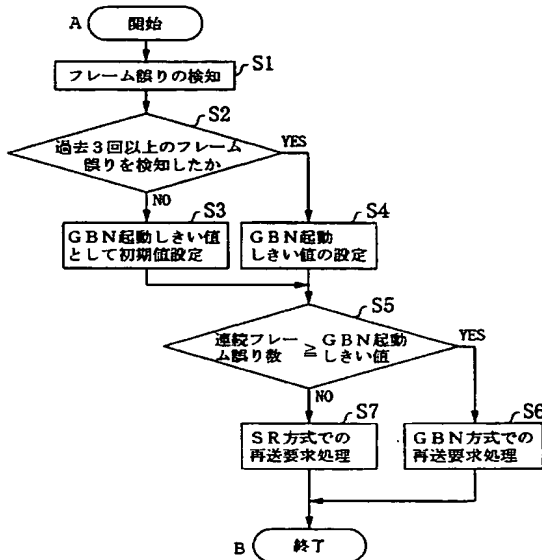 A 開始
S1
フレーム誤りの検知
S2
過去3回以上のフレーム
誤りを検知したか
YES
NO
S3
GBN起動しきい値
として初期値設定
S4
GBN起動
しきい値の設定
S5
連続フレー
ム誤り数
≧
GBN起動
しきい値
YES
NO
S7
SR方式での
再送要求処理
S6
GBN方式での
再送要求処理
B 終了